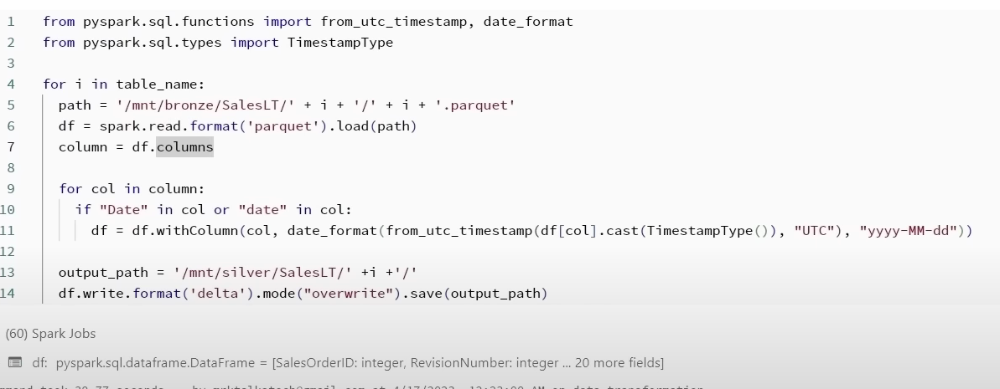 1 from pyspark.sql.functions import from_utc_timestamp, date_format
2 from pyspark.sql.types import TimestampType
3
4 for i in table_name:
5 path = '/mnt/bronze/SalesLT/' + i + '/' + i + '.parquet'
6 df = spark.read.format('parquet').load(path)
7 column = df.columns
8
9 for col in column:
10 if "Date" in col or "date" in col:
11 df = df.withColumn(col, date_format(from_utc_timestamp(df[col].cast(TimestampType()), "UTC"), "yyyy-MM-dd"))
12
13 output_path = '/mnt/silver/SalesLT/' +i +'/'
14 df.write.format('delta').mode("overwrite").save(output_path)
(60) Spark Jobs
df: pyspark.sql.dataframe.DataFrame = [SalesOrderID: integer, RevisionNumber: integer ... 20 more fields]